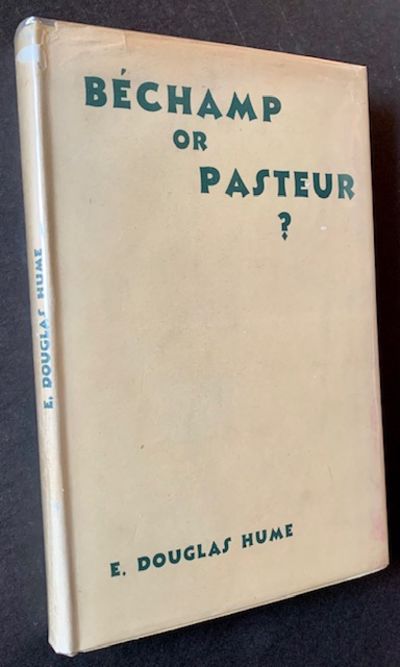 BÉCHAMP
OR
PASTEUR
?
E. DOUGLAS HUME
E. DOUGLAS HUME